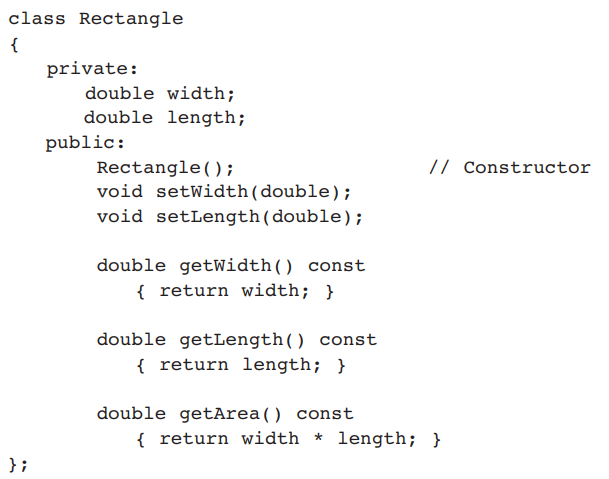 class Rectangle
{
private:
double width;
double length;
public:
Rectangle(); // Constructor
void setWidth(double);
void setLength(double);
double getWidth() const
{ return width; }
double getLength() const
{ return length; }
double getArea() const
{ return width * length; }
};